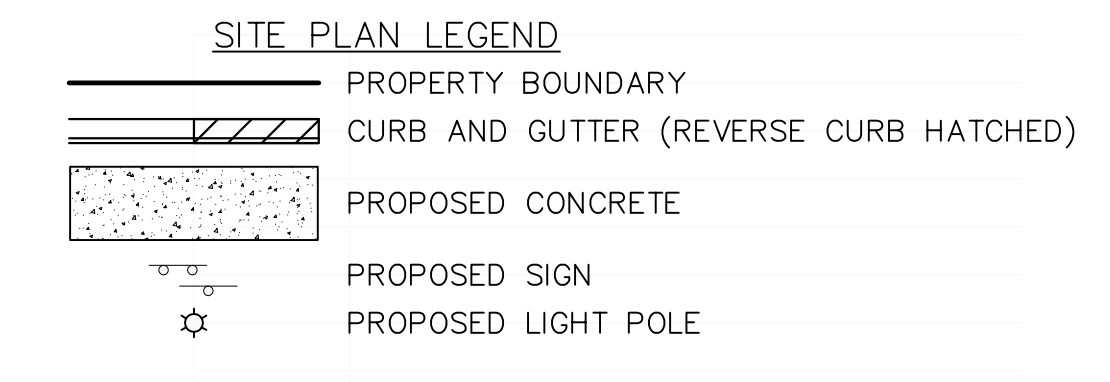 SITE PLAN LEGEND
PROPERTY BOUNDARY
CURB AND GUTTER (REVERSE CURB HATCHED)
PROPOSED CONCRETE
PROPOSED SIGN
PROPOSED LIGHT POLE